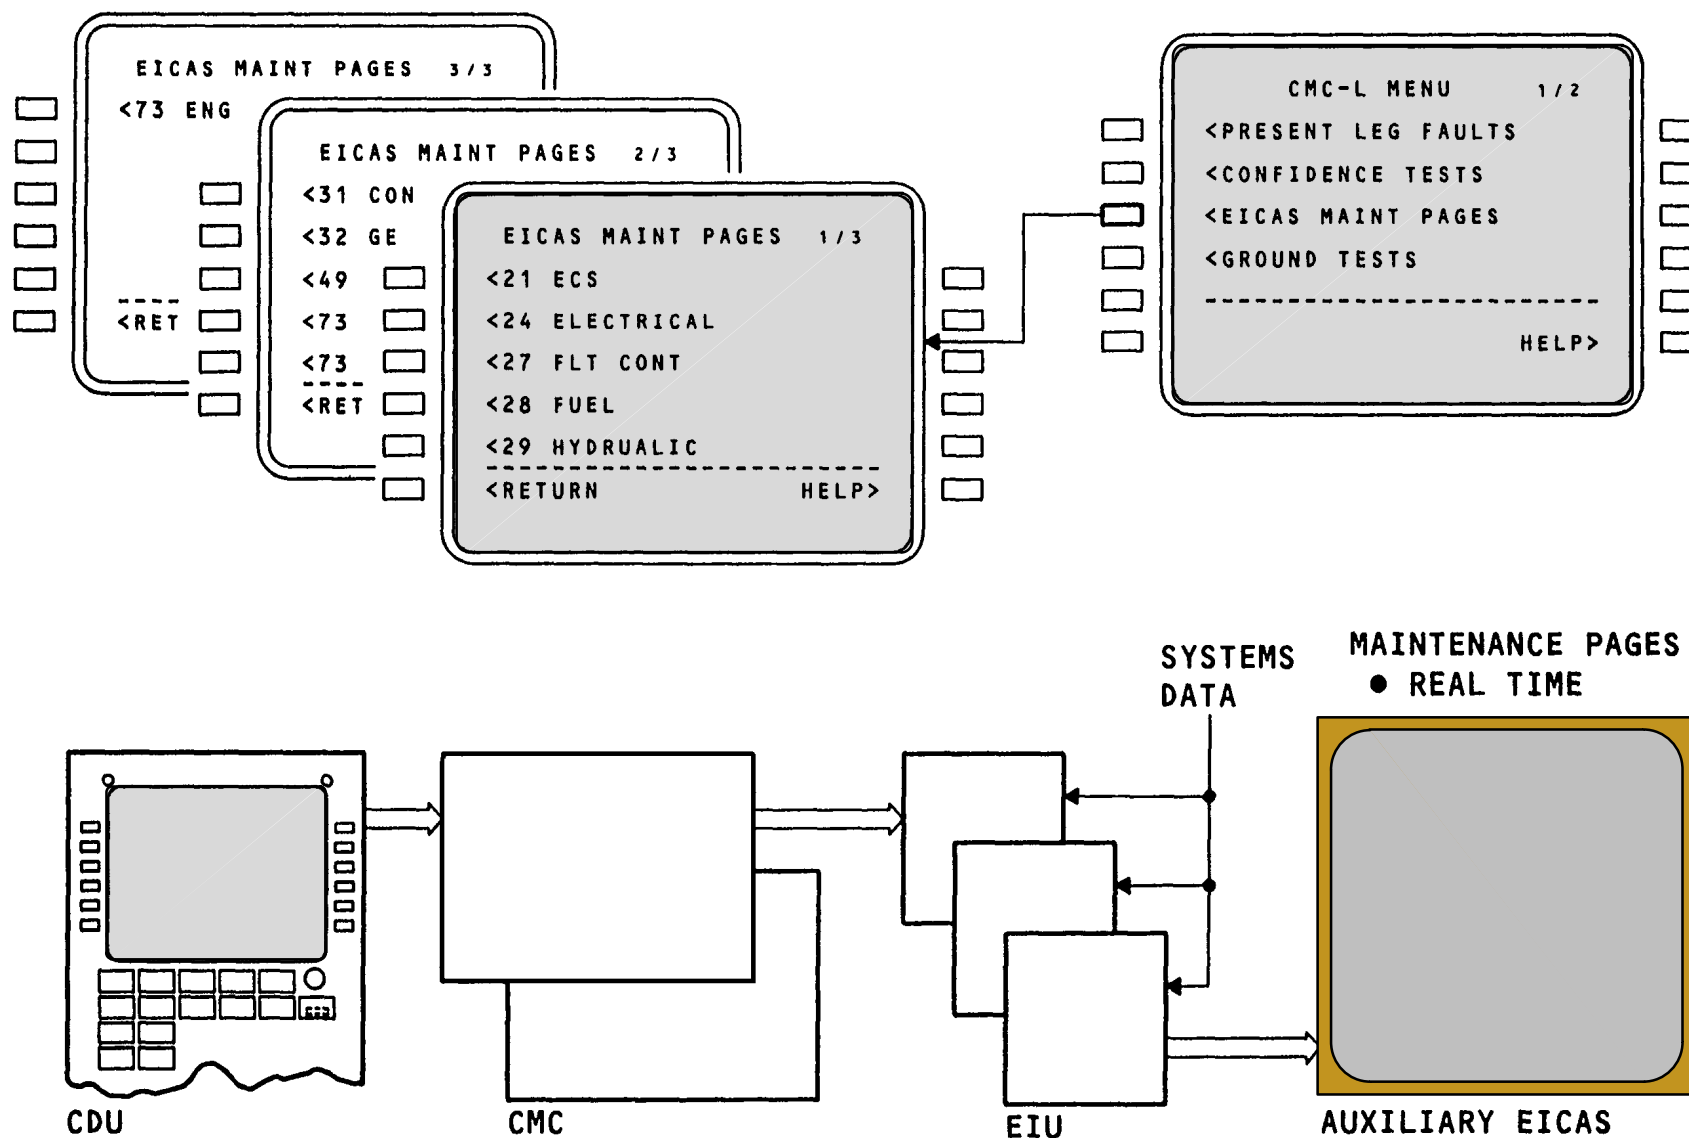 EICAS MAINT PAGES 3/3
<73 ENG
<RET
EICAS MAINT PAGES 2/3
<31 CON
<32 GE
<49
<73
<73
<RET
EICAS MAINT PAGES 1/3
<21 ECS
<24 ELECTRICAL
<27 FLT CONT
<28 FUEL
<29 HYDRUALIC
<RETURN HELP>
CMC-L MENU 1/2
<PRESENT LEG FAULTS
<CONFIDENCE TESTS
<EICAS MAINT PAGES
<GROUND TESTS
HELP>
SYSTEMS
DATA
MAINTENANCE PAGES
● REAL TIME
CDU
CMC
EIU
AUXILIARY EICAS